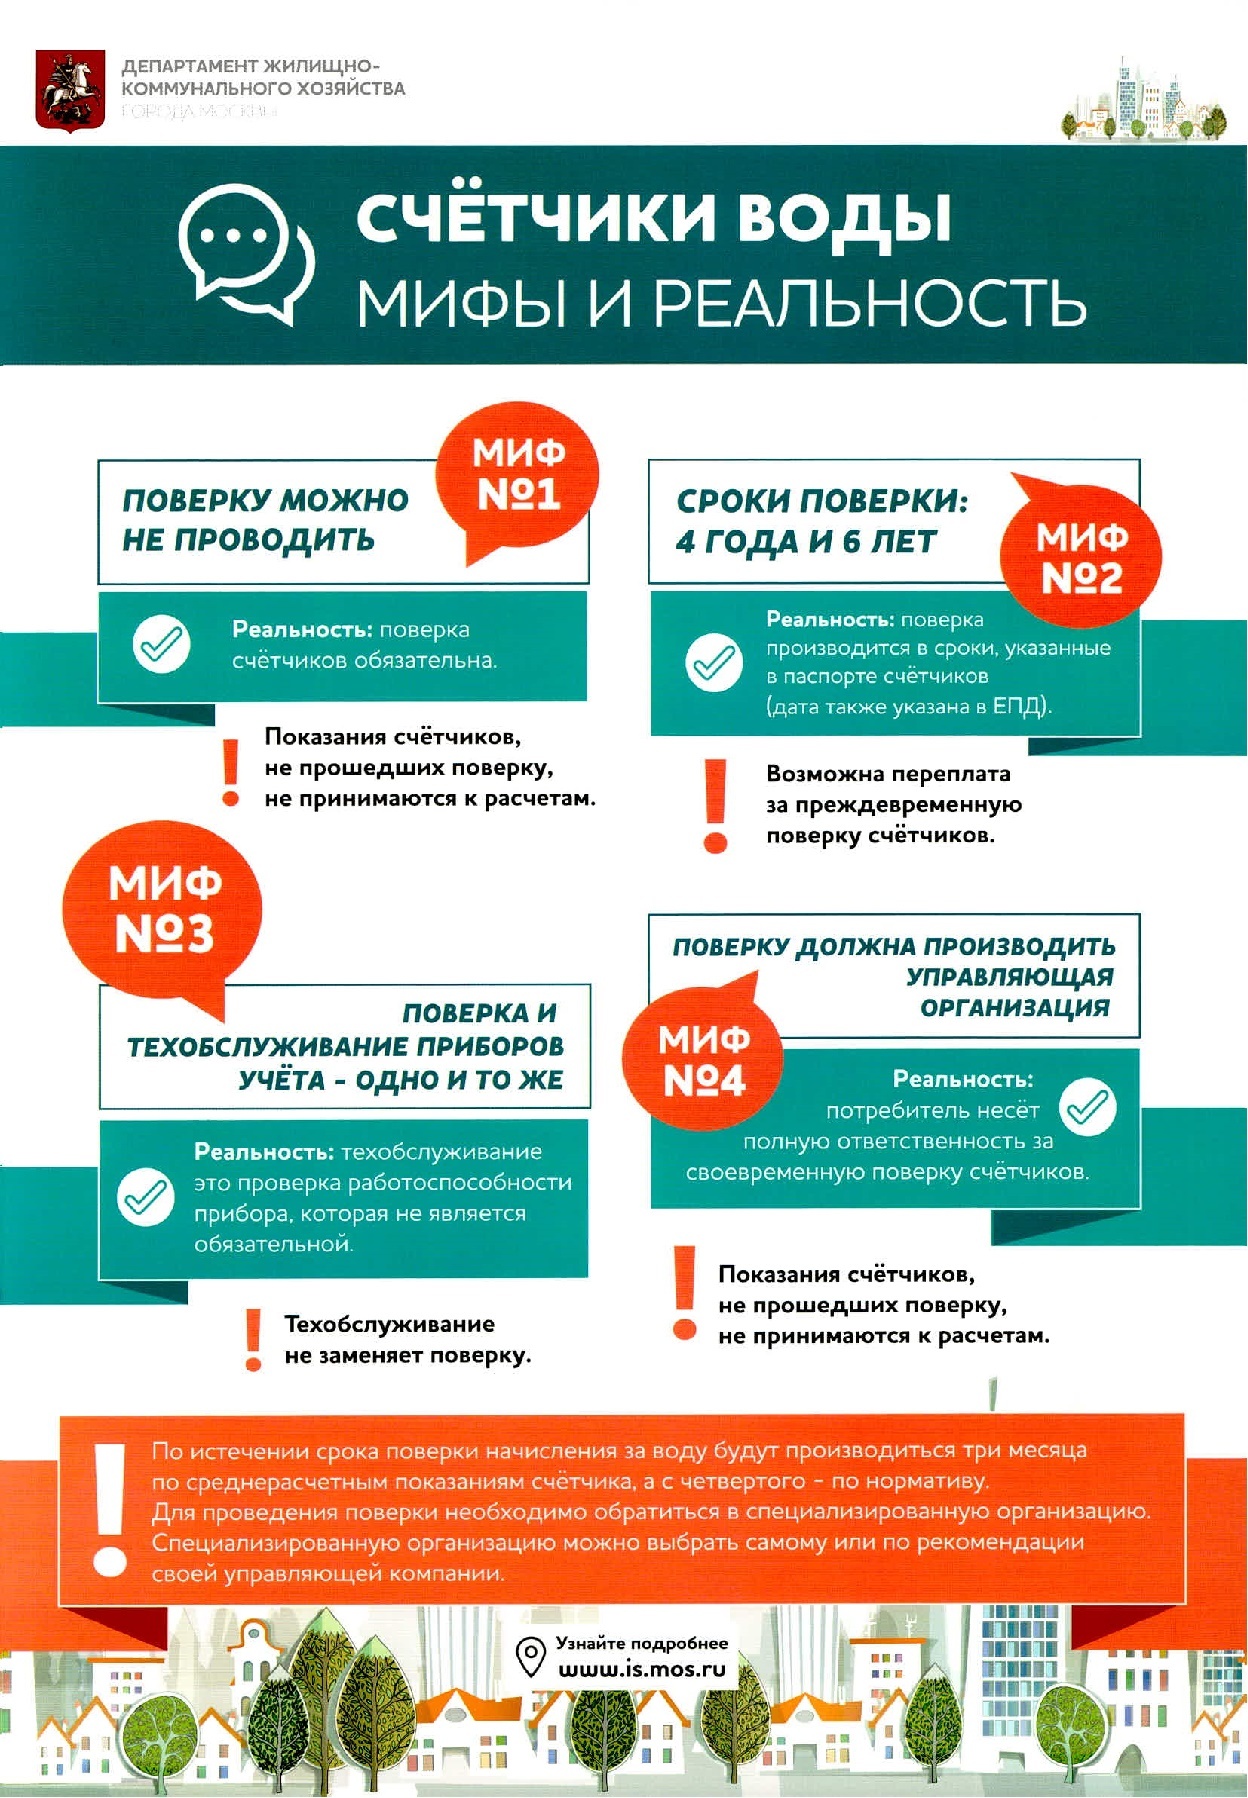 ДЕПАРТАМЕНТ ЖИЛИЩНО-
КОММУНАЛЬНОГО ХОЗЯЙСТВА
ГОРОДА МОСКВЫ
СЧЁТЧИКИ ВОДЫ
МИФЫ И РЕАЛЬНОСТЬ
МИФ
№1
ПОВЕРКУ МОЖНО
НЕ ПРОВОДИТЬ
Реальность: поверка
счётчиков обязательна.
Показания счётчиков,
не прошедших поверку,
не принимаются к расчетам.
СРОКИ ПОВЕРКИ:
4 ГОДА И 6 ЛЕТ
МИФ
№2
Реальность: поверка
производится в сроки, указанные
в паспорте счётчиков
(дата также указана в ЕПД).
Возможна переплата
за преждевременную
поверку счётчиков.
МИФ
№3
ПОВЕРКА И
ТЕХОБСЛУЖИВАНИЕ ПРИБОРОВ
УЧЁТА - ОДНО И ТО ЖЕ
Реальность: техобслуживание
это проверка работоспособности
прибора, которая не является
обязательной.
Техобслуживание
не заменяет поверку.
ПОВЕРКУ ДОЛЖНА ПРОИЗВОДИТЬ
УПРАВЛЯЮЩАЯ
ОРГАНИЗАЦИЯ
МИФ
№4
Реальность:
потребитель несёт
полную ответственность за
своевременную поверку счётчиков.
Показания счётчиков,
не прошедших поверку,
не принимаются к расчетам.
По истечении срока поверки начисления за воду будут производиться три месяца
по среднерасчетным показаниям счётчика, а с четвертого - по нормативу.
Для проведения поверки необходимо обратиться в специализированную организацию.
Специализированную организацию можно выбрать самому или по рекомендации
своей управляющей компании.
Узнайте подробнее
www.is.mos.ru